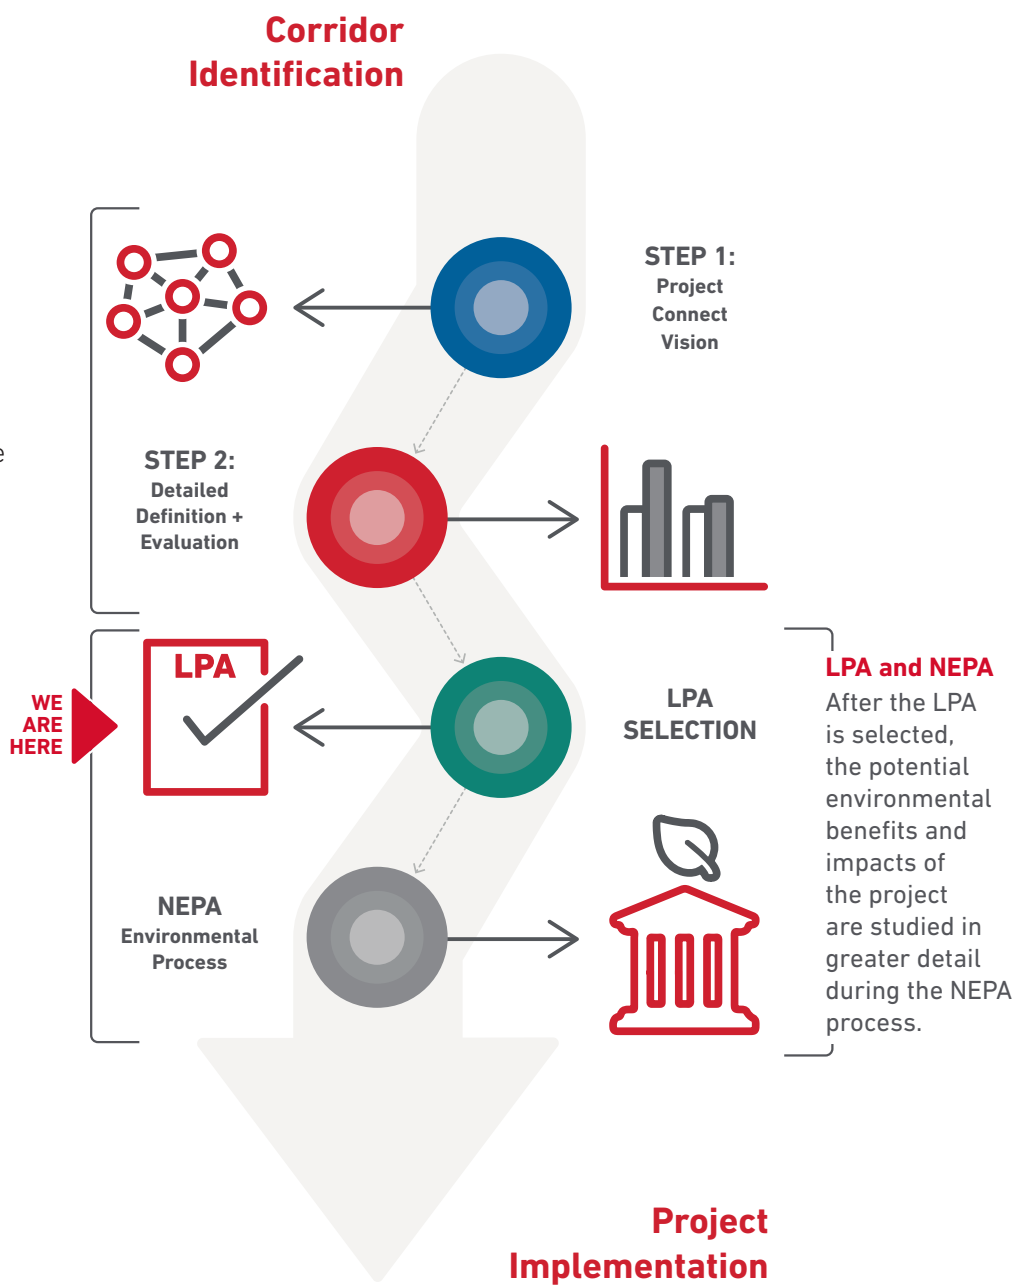 Corridor
Identification
STEP 1:
Project
Connect
Vision
e
STEP 2:
Detailed
Definition +
Evaluation
LPA
WE
ARE
HERE
LPA
SELECTION
LPA and NEPA
After the LPA
is selected,
the potential
environmental
benefits and
impacts of
the project
are studied in
greater detail
during the NEPA
process.
NEPA
Environmental
Process
Project
Implementation